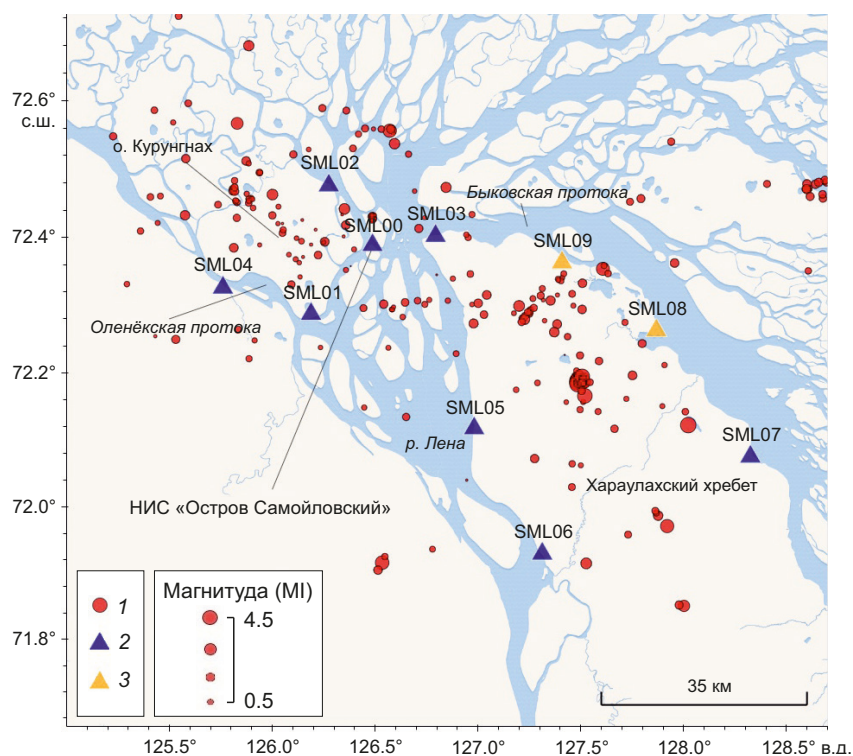 72.6°
с.ш.
о. Курунгнах
SML02
Быковская протока
SML00
SML03
72.4°
SML09
SML04
SML01
SML08
Оленёкская протока
72.2°
SML05
р. Лена
SML07
НИС «Остров Самойловский»
Хараулахский хребет
72.0°
SML06
1
2
3
Магнитуда (Ml)
4.5
0.5
71.8°
35 км
125.5°
126.0°
126.5°
127.0°
127.5°
128.0°
128.5°
в.д.